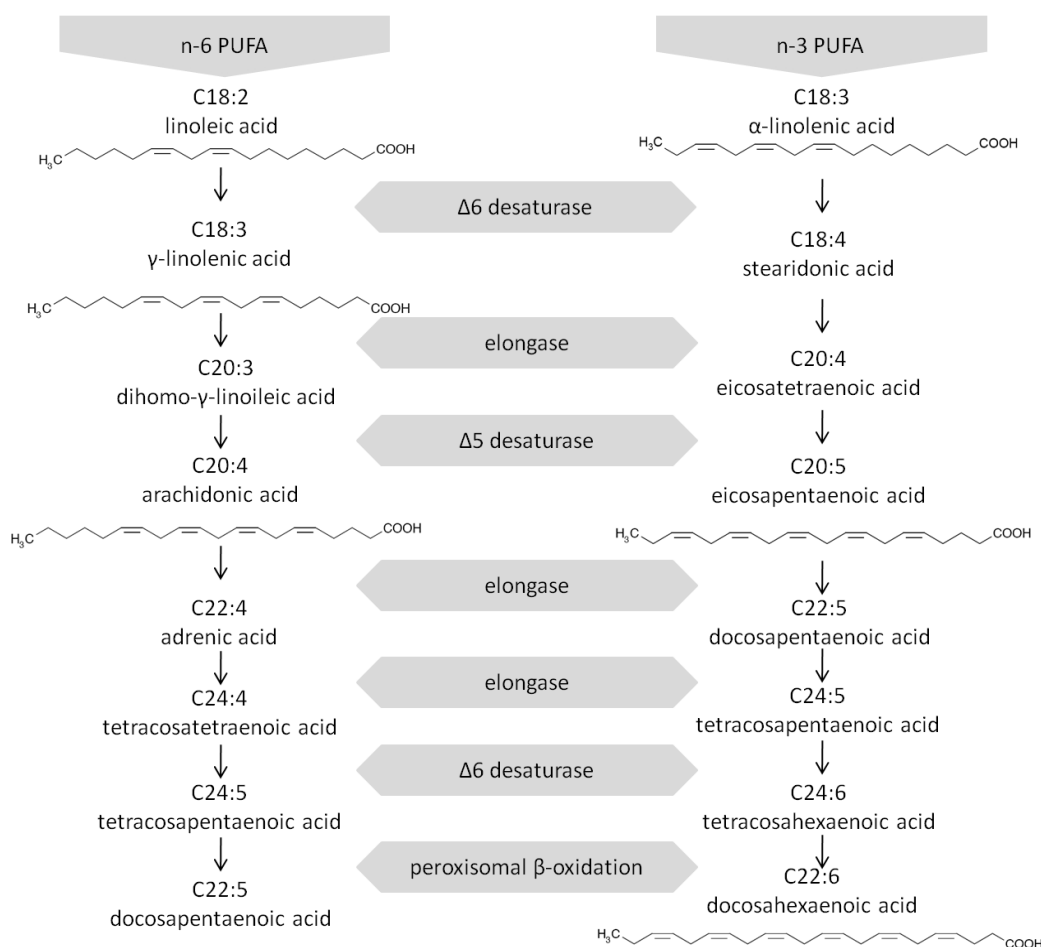 n-6 PUFA
n-3 PUFA
C18:2
linoleic acid
H₃C
COOH
C18:3
α-linolenic acid
H₃C
COOH
Δ6 desaturase
C18:3
γ-linolenic acid
H₃C
COOH
C18:4
stearidonic acid
elongase
C20:3
dihomo-γ-linoileic acid
C20:4
eicosatetraenoic acid
Δ5 desaturase
C20:4
arachidonic acid
H₃C
COOH
C20:5
eicosapentaenoic acid
H₃C
COOH
elongase
C22:4
adrenic acid
C22:5
docosapentaenoic acid
elongase
C24:4
tetracosatetraenoic acid
C24:5
tetracosapentaenoic acid
Δ6 desaturase
C24:5
tetracosapentaenoic acid
C24:6
tetracosahexaenoic acid
peroxisomal β-oxidation
C22:5
docosapentaenoic acid
C22:6
docosahexaenoic acid
H₃C
COOH